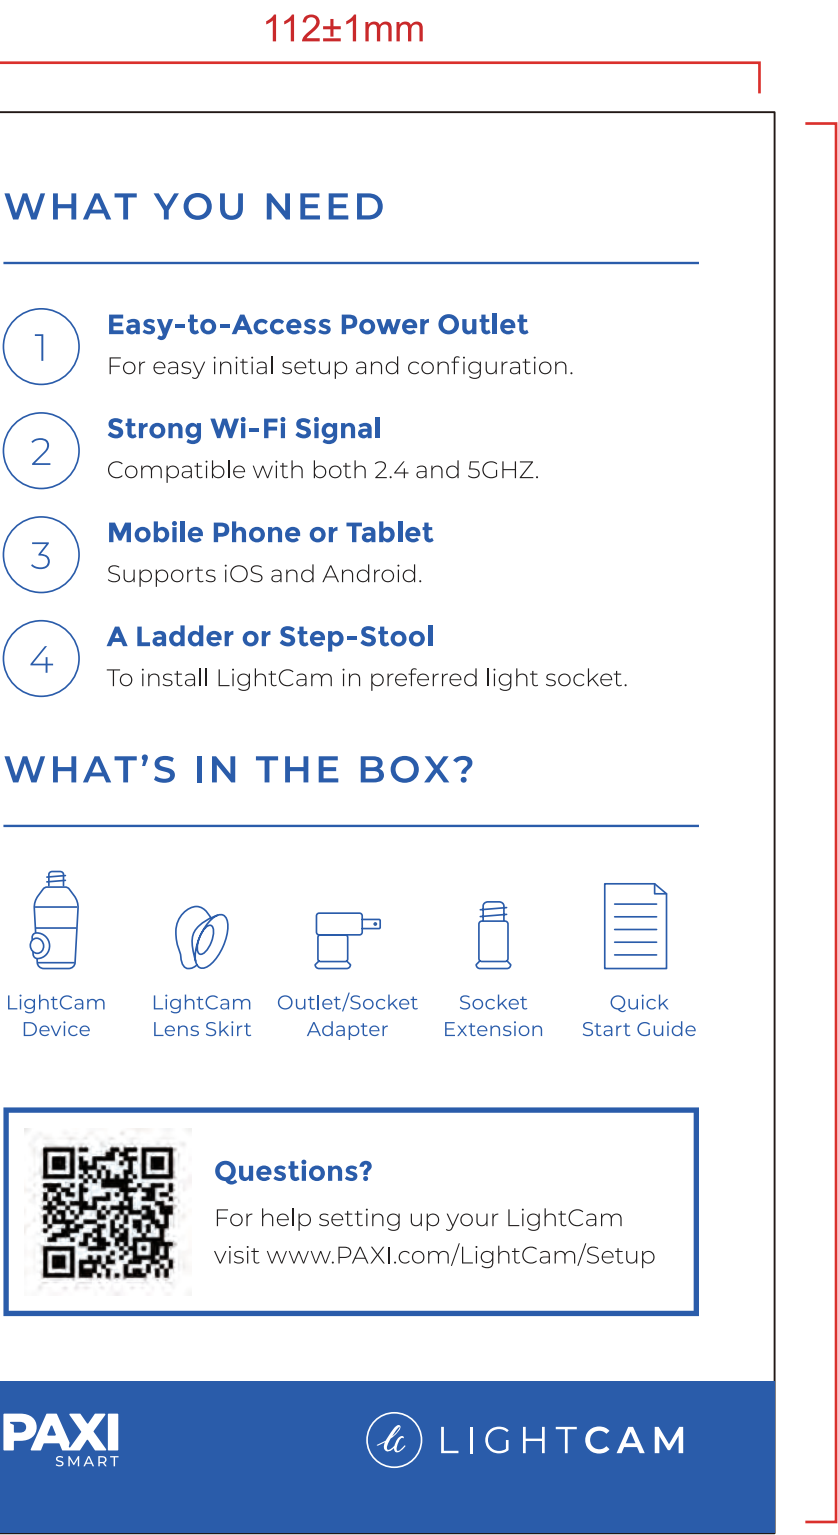 112±1mm
WHAT YOU NEED
1
Easy-to-Access Power Outlet
For easy initial setup and configuration.
2
Strong Wi-Fi Signal
Compatible with both 2.4 and 5GHZ.
3
Mobile Phone or Tablet
Supports iOS and Android.
4
A Ladder or Step-Stool
To install LightCam in preferred light socket.
WHAT'S IN THE BOX?
LightCam
Device
LightCam
Lens Skirt
Outlet/Socket
Adapter
Socket
Extension
Quick
Start Guide
Questions?
For help setting up your LightCam
visit www.PAXI.com/LightCam/Setup
PAXI
SMART
lc LIGHTCAM